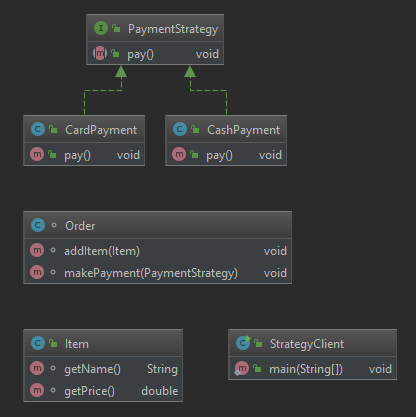 I PaymentStrategy
m pay() void
C CardPayment
m pay() void
C CashPayment
m pay() void
C Order
m addItem(Item) void
m makePayment(PaymentStrategy) void
C Item
m getName() String
m getPrice() double
C StrategyClient
m main(String[]) void